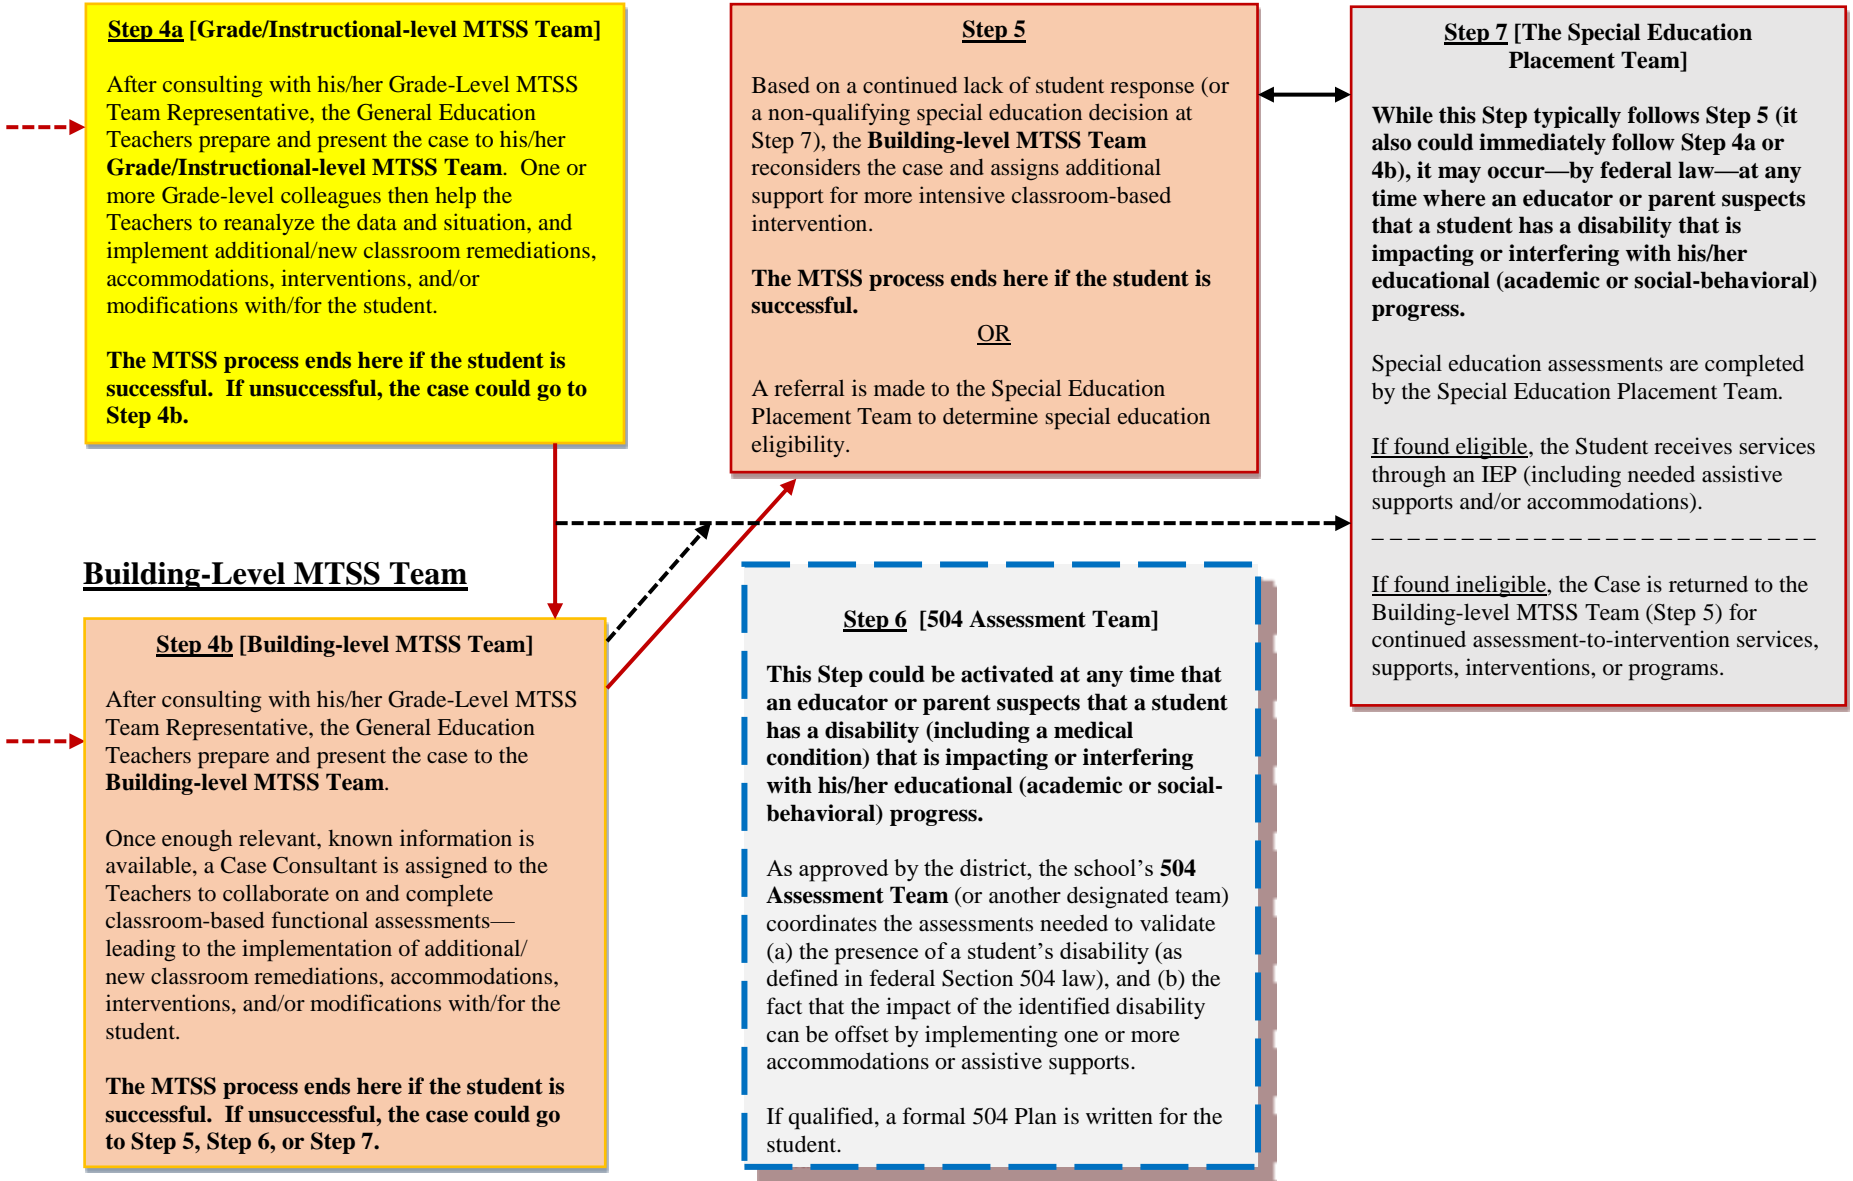 Step 4a [Grade/Instructional-level MTSS Team]
After consulting with his/her Grade-Level MTSS
Team Representative, the General Education
Teachers prepare and present the case to his/her
Grade/Instructional-level MTSS Team.  One or
more Grade-level colleagues then help the
Teachers to reanalyze the data and situation, and
implement additional/new classroom remediations,
accommodations, interventions, and/or
modifications with/for the student.
The MTSS process ends here if the student is
successful.  If unsuccessful, the case could go to
Step 4b.
Building-Level MTSS Team
Step 4b [Building-level MTSS Team]
After consulting with his/her Grade-Level MTSS
Team Representative, the General Education
Teachers prepare and present the case to the
Building-level MTSS Team.
Once enough relevant, known information is
available, a Case Consultant is assigned to the
Teachers to collaborate on and complete
classroom-based functional assessments—
leading to the implementation of additional/
new classroom remediations, accommodations,
interventions, and/or modifications with/for the
student.
The MTSS process ends here if the student is
successful.  If unsuccessful, the case could go
to Step 5, Step 6, or Step 7.
Step 5
Based on a continued lack of student response (or
a non-qualifying special education decision at
Step 7), the Building-level MTSS Team
reconsiders the case and assigns additional
support for more intensive classroom-based
intervention.
The MTSS process ends here if the student is
successful.
OR
A referral is made to the Special Education
Placement Team to determine special education
eligibility.
Step 6  [504 Assessment Team]
This Step could be activated at any time that
an educator or parent suspects that a student
has a disability (including a medical
condition) that is impacting or interfering
with his/her educational (academic or social-
behavioral) progress.
As approved by the district, the school’s 504
Assessment Team (or another designated team)
coordinates the assessments needed to validate
(a) the presence of a student’s disability (as
defined in federal Section 504 law), and (b) the
fact that the impact of the identified disability
can be offset by implementing one or more
accommodations or assistive supports.
If qualified, a formal 504 Plan is written for the
student.
Step 7 [The Special Education
Placement Team]
While this Step typically follows Step 5 (it
also could immediately follow Step 4a or
4b), it may occur—by federal law—at any
time where an educator or parent suspects
that a student has a disability that is
impacting or interfering with his/her
educational (academic or social-behavioral)
progress.
Special education assessments are completed
by the Special Education Placement Team.
If found eligible, the Student receives services
through an IEP (including needed assistive
supports and/or accommodations).
_ _ _ _ _ _ _ _ _ _ _ _ _ _ _ _ _ _ _ _ _ _ _ _ _
If found ineligible, the Case is returned to the
Building-level MTSS Team (Step 5) for
continued assessment-to-intervention services,
supports, interventions, or programs.